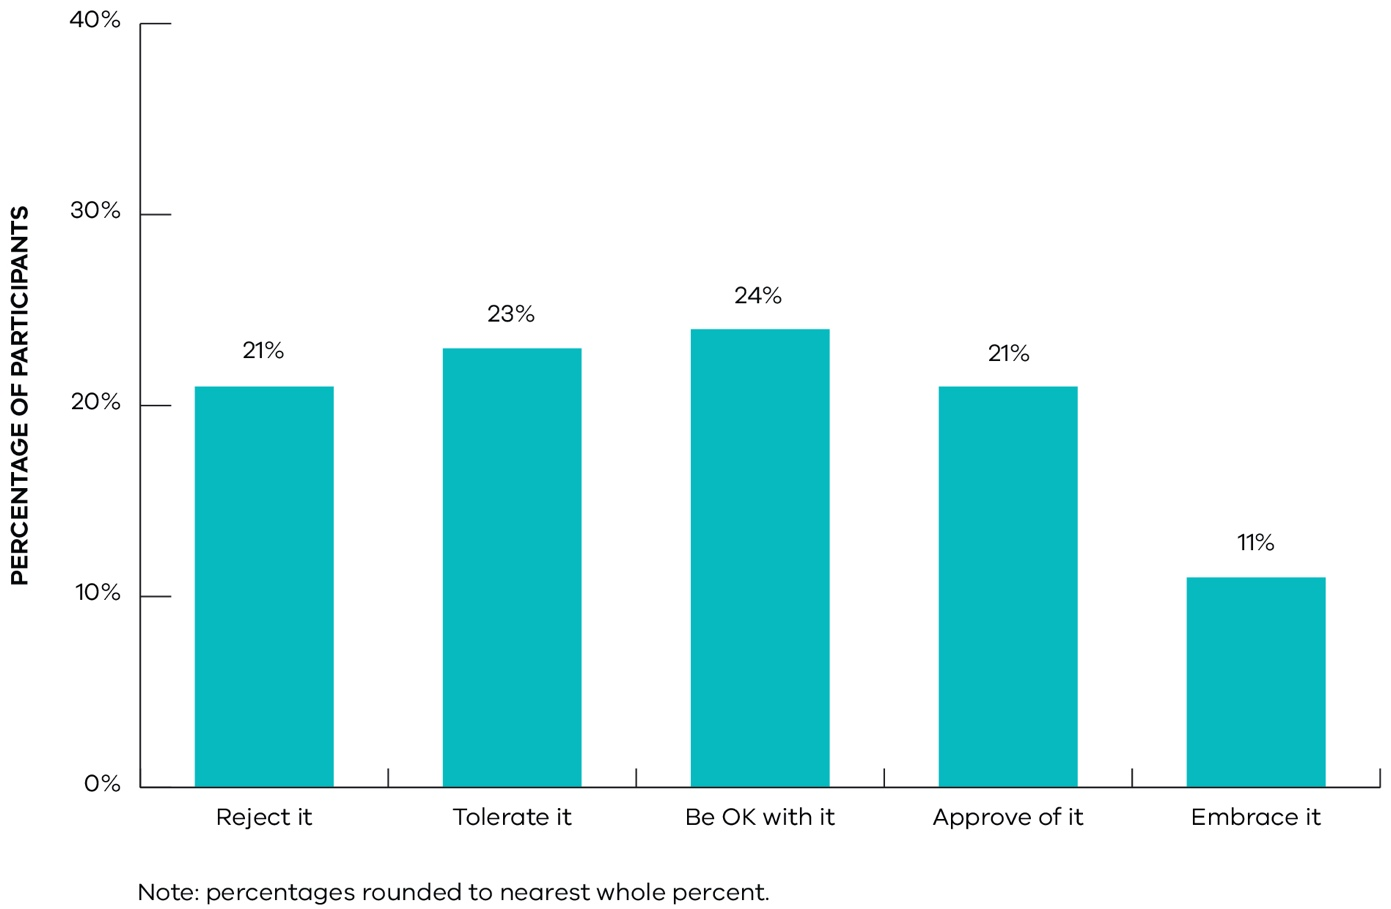 PERCENTAGE OF PARTICIPANTS
40%
30%
20%
10%
0%
21%
23%
24%
21%
11%
Reject it
Tolerate it
Be OK with it
Approve of it
Embrace it
Note: percentages rounded to nearest whole percent.